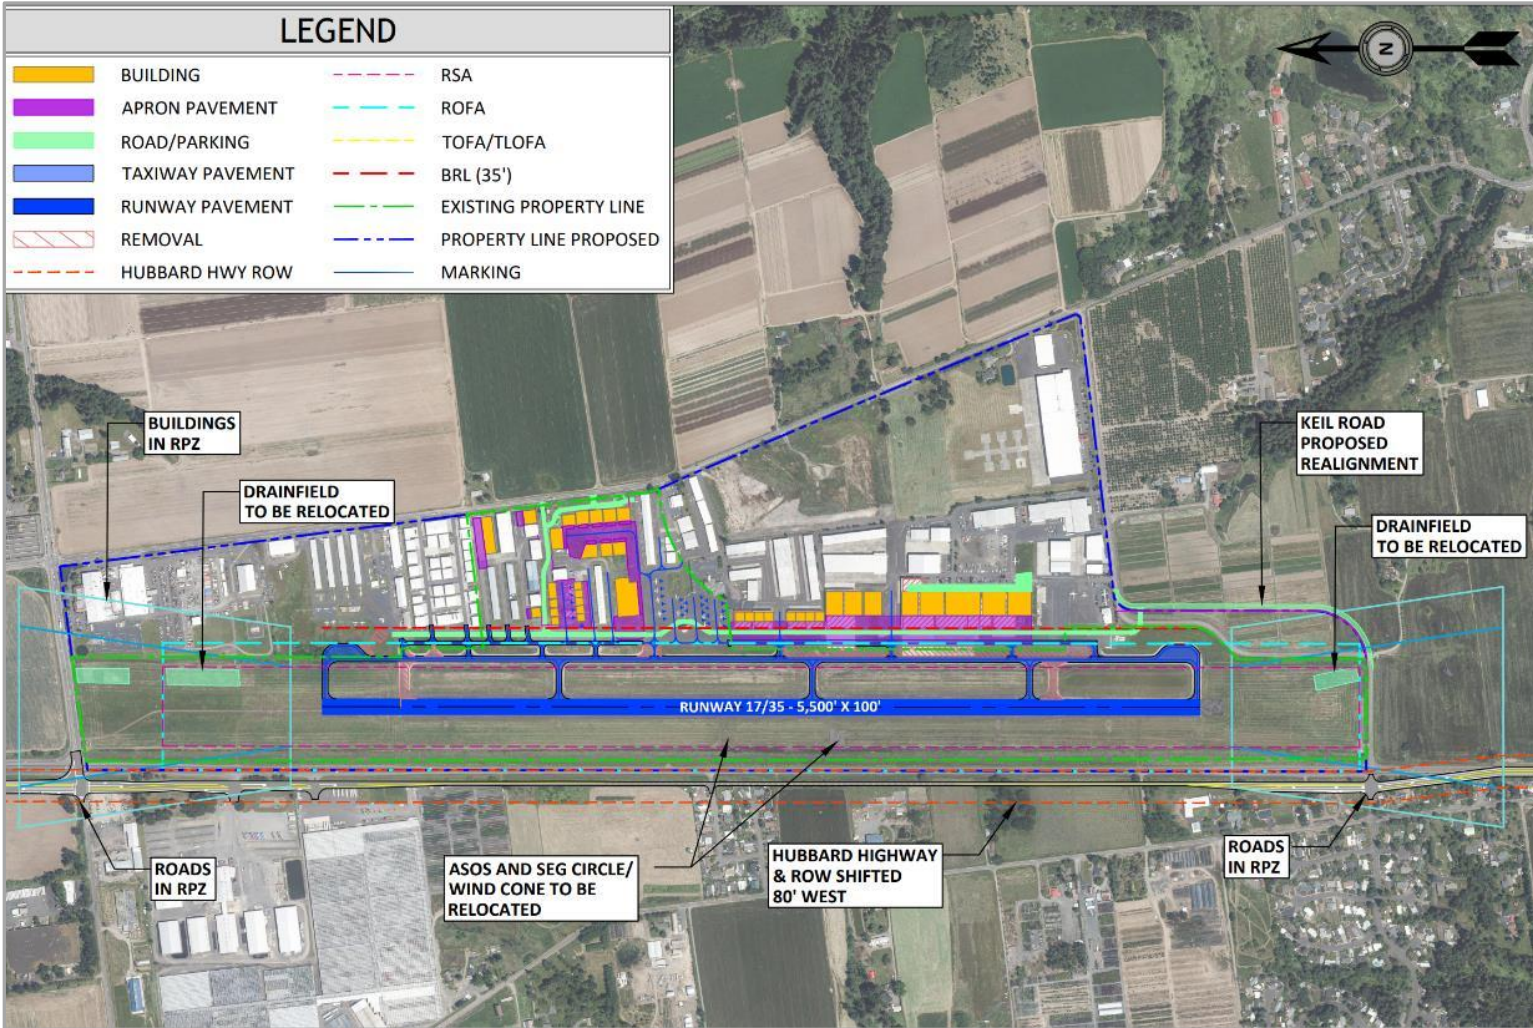 LEGEND
BUILDING
APRON PAVEMENT
ROAD/PARKING
TAXIWAY PAVEMENT
RUNWAY PAVEMENT
REMOVAL
HUBBARD HWY ROW
RSA
ROFA
TOFA/TLOFA
BRL (35')
EXISTING PROPERTY LINE
PROPERTY LINE PROPOSED
MARKING
N
BUILDINGS
IN RPZ
DRAINFIELD
TO BE RELOCATED
KEIL ROAD
PROPOSED
REALIGNMENT
DRAINFIELD
TO BE RELOCATED
RUNWAY 17/35 - 5,500' X 100'
ROADS
IN RPZ
ASOS AND SEG CIRCLE/
WIND CONE TO BE
RELOCATED
HUBBARD HIGHWAY
& ROW SHIFTED
80' WEST
ROADS
IN RPZ